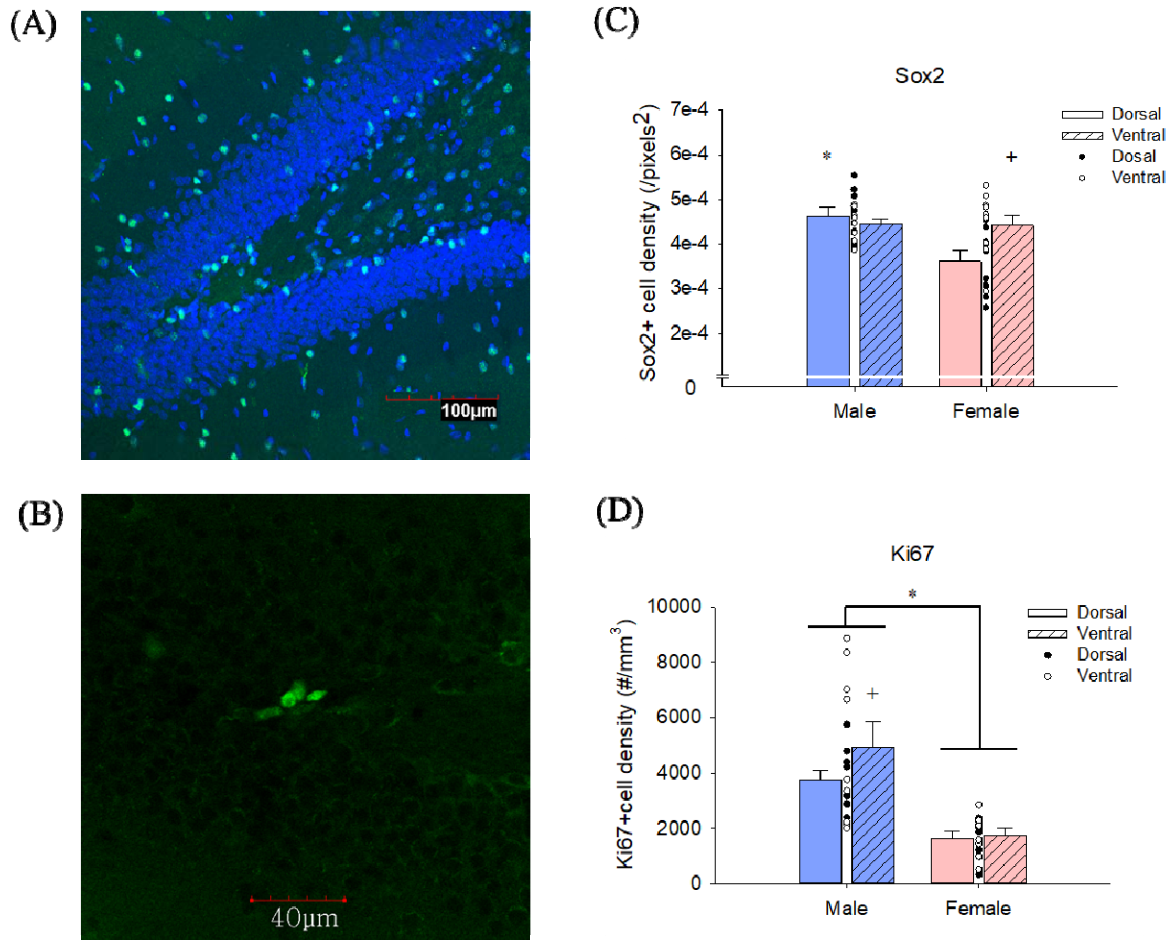 (A)
100µm
(B)
40µm
(C)
Sox2
Sox2+ cell density (/pixels²)
7e-4
6e-4
5e-4
4e-4
3e-4
2e-4
0
*
+
Male
Female
Dorsal
Ventral
Dosal
Ventral
(D)
Ki67
Ki67+cell density (#/mm³)
10000
8000
6000
4000
2000
0
*
+
Male
Female
Dorsal
Ventral
Dorsal
Ventral